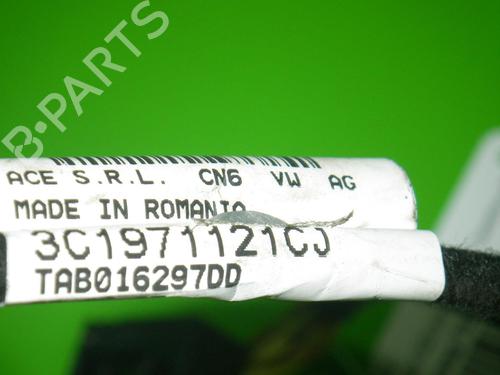 B-PARTS
ACE S.R.L. CN6 VW AG
MADE IN ROMANIA
3C1971121CJ
TAB016297DD